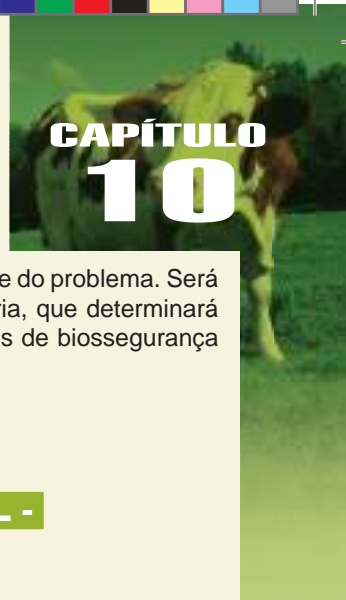 CAPÍTULO
10
e do problema. Será
ria, que determinará
s de biossegurança
L -